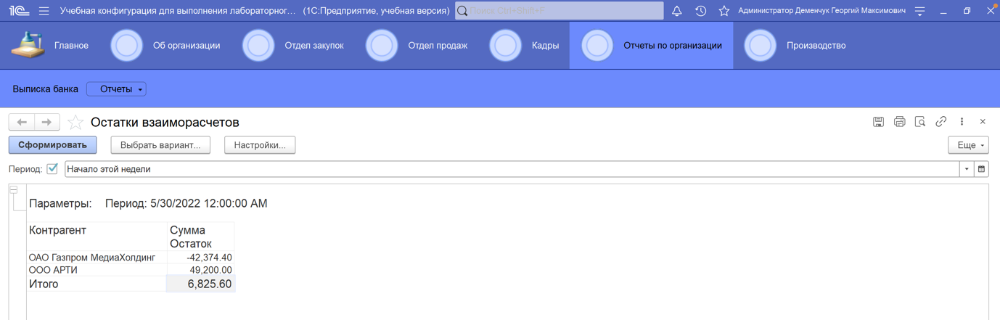 1С Учебная конфигурация для выполнения лабораторног... (1С:Предприятие, учебная версия) Поиск Ctrl+Shift+F Администратор Деменчук Георгий Максимович
Главное Об организации Отдел закупок Отдел продаж Кадры Отчеты по организации Производство
Выписка банка Отчеты
Остатки взаиморасчетов
Сформировать Выбрать вариант... Настройки... Еще
Период: Начало этой недели
Параметры: Период: 5/30/2022 12:00:00 AM
Контрагент Сумма
Остаток
ОАО Газпром МедиаХолдинг -42,374.40
ООО АРТИ 49,200.00
Итого 6,825.60